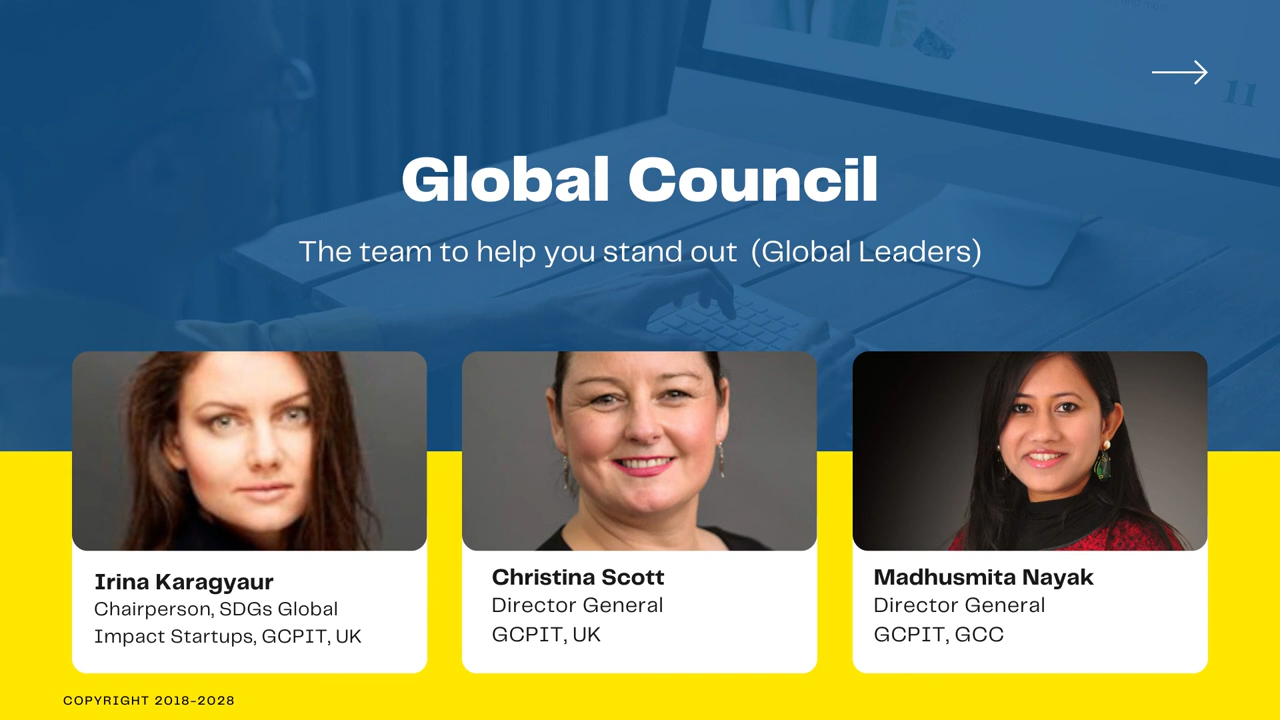 11
Global Council
The team to help you stand out (Global Leaders)
Irina Karagyaur
Chairperson, SDGs Global
Impact Startups, GCPIT, UK
Christina Scott
Director General
GCPIT, UK
Madhusmita Nayak
Director General
GCPIT, GCC
COPYRIGHT 2018-2028